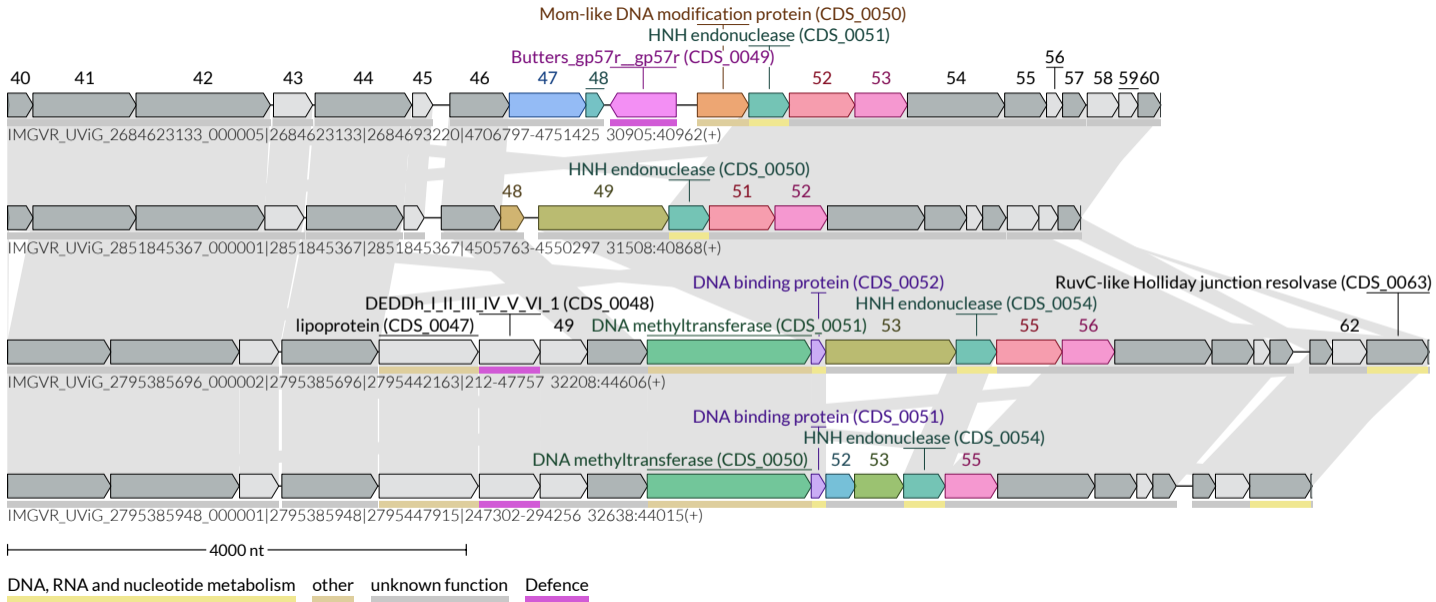 Mom-like DNA modification protein (CDS_0050)
HNH endonuclease (CDS_0051)
Butters_gp57r__gp57r (CDS_0049)
56
40 41 42 43 44 45 46 47 48 52 53 54 55 57 58 59 60
IMGVR_UViG_2684623133_000005|2684623133|2684693220|4706797-4751425 30905:40962(+)
HNH endonuclease (CDS_0050)
48 49 51 52
IMGVR_UViG_2851845367_000001|2851845367|2851845367|4505763-4550297 31508:40868(+)
DNA binding protein (CDS_0052) RuvC-like Holliday junction resolvase (CDS_0063)
DEDDh_I_II_III_IV_V_VI_1 (CDS_0048) HNH endonuclease (CDS_0054)
lipoprotein (CDS_0047) 49 DNA methyltransferase (CDS_0051) 53 55 56 62
IMGVR_UViG_2795385696_000002|2795385696|2795442163|212-47757 32208:44606(+)
DNA binding protein (CDS_0051)
HNH endonuclease (CDS_0054)
DNA methyltransferase (CDS_0050) 52 53 55
IMGVR_UViG_2795385948_000001|2795385948|2795447915|247302-294256 32638:44015(+)
4000 nt
DNA, RNA and nucleotide metabolism other unknown function Defence